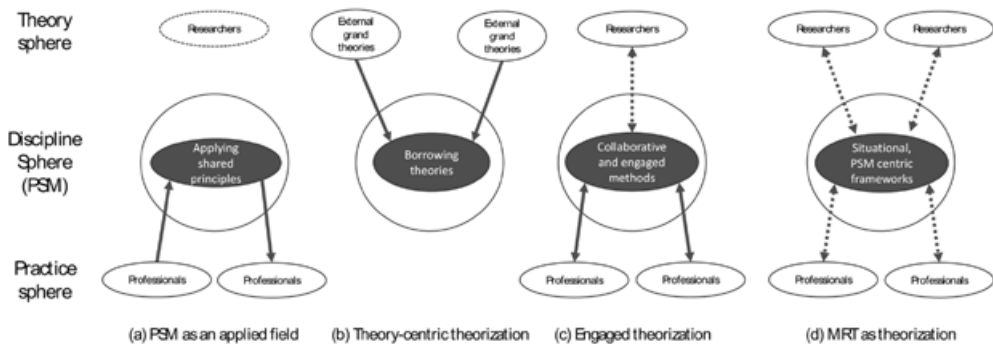 Theory
sphere
Researchers
External
grand
theories
External
grand
theories
Researchers
Researchers
Researchers
Discipline
Sphere
(PSM)
Applying
shared
principles
Borrowing
theories
Collaborative
and engaged
methods
Situational,
PSM centric
frameworks
Practice
sphere
Professionals
Professionals
Professionals
Professionals
Professionals
Professionals
(a) PSM as an applied field
(b) Theory-centric theorization
(c) Engaged theorization
(d) MRT as theorization